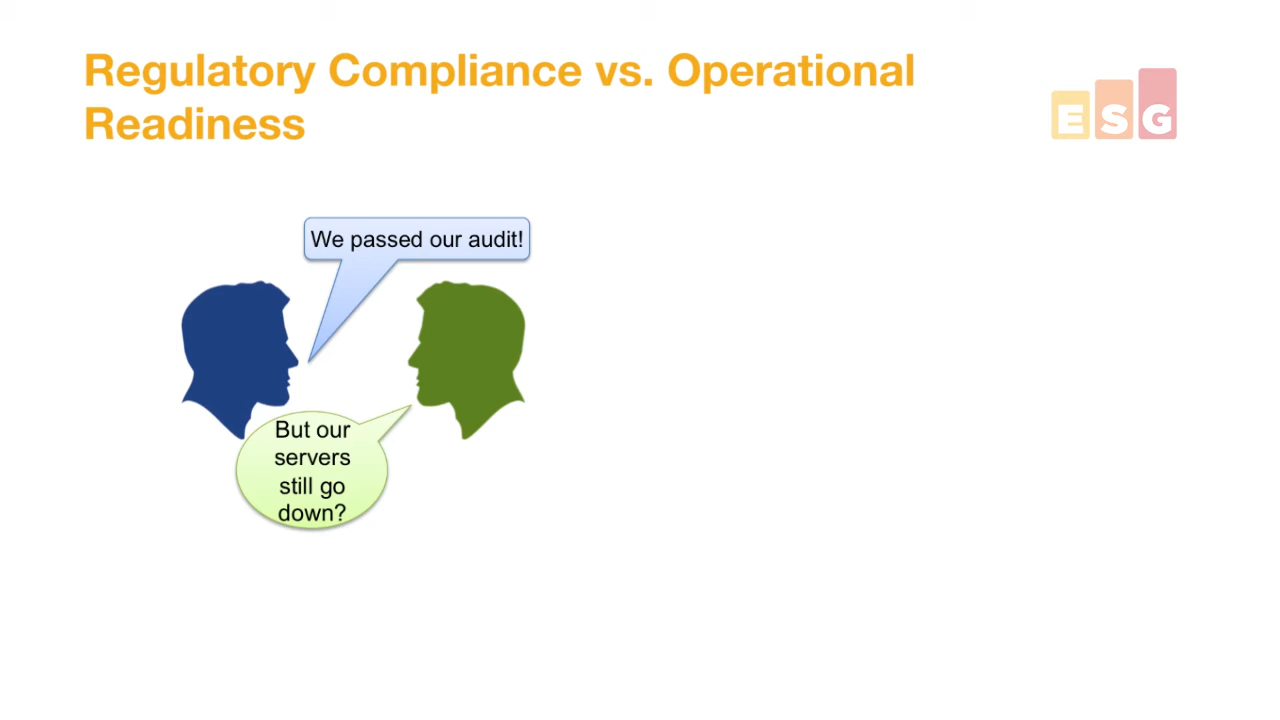 Regulatory Compliance vs. Operational
Readiness
ESG
We passed our audit!
But our
servers
still go
down?